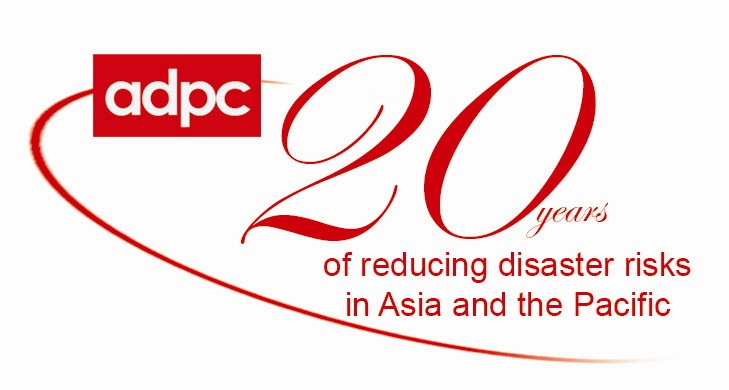 adpc
20 years
of reducing disaster risks
in Asia and the Pacific